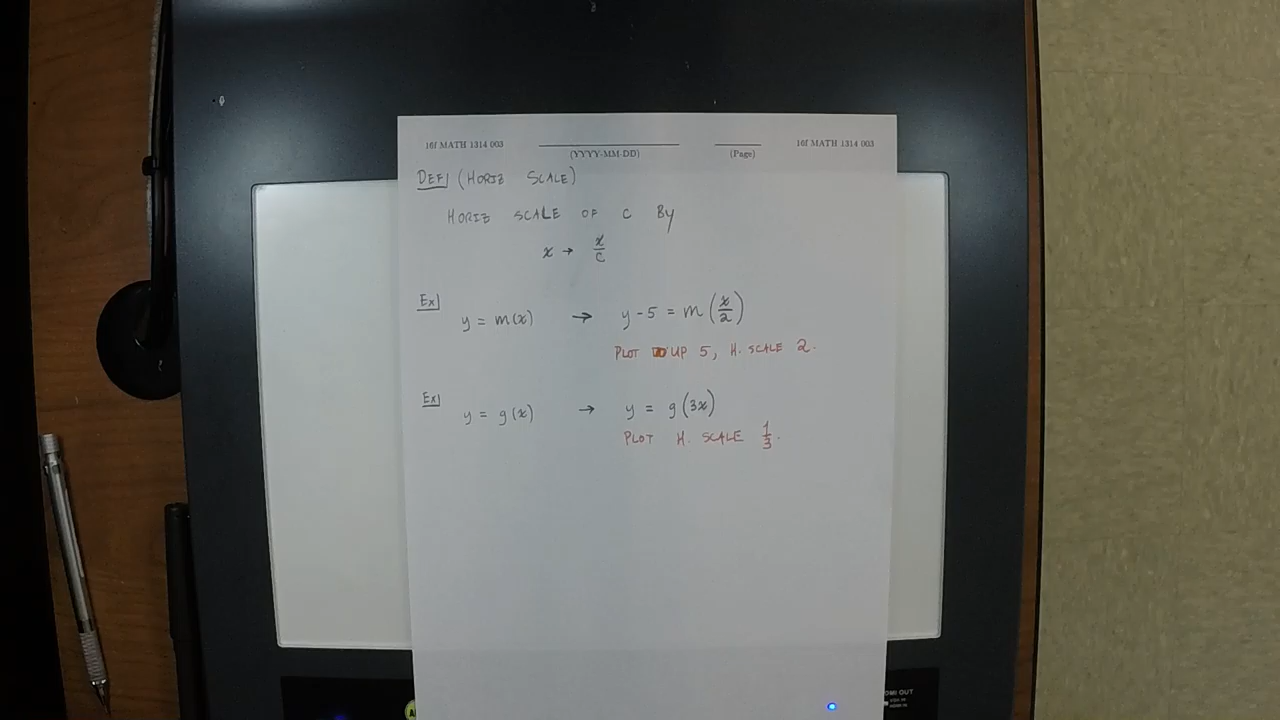 16f MATH 1314 003 (YYYY-MM-DD) (Page) 16f MATH 1314 003
DEF (HORIZ SCALE)
HORIZ SCALE OF C BY
x → x/C
Ex
y = m(x) → y - 5 = m(x/2)
PLOT UP 5, H. SCALE 2.
Ex
y = g(x) → y = g(3x)
PLOT H. SCALE 1/3.
OUT